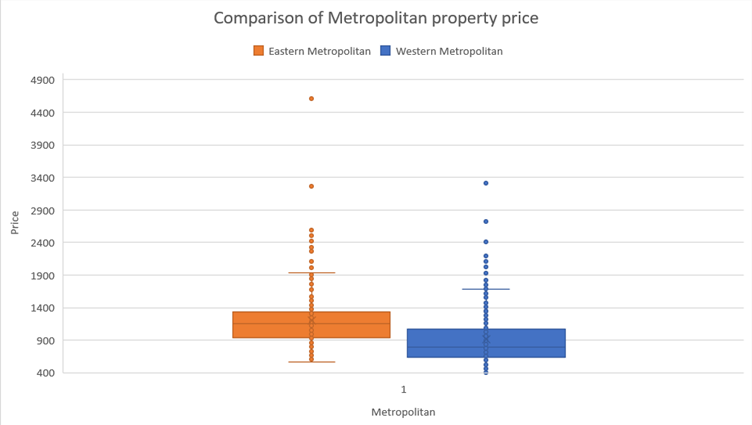 Comparison of Metropolitan property price
Eastern Metropolitan Western Metropolitan
4900
4400
3900
3400
2900
2400
1900
1400
900
400
Price
1
Metropolitan